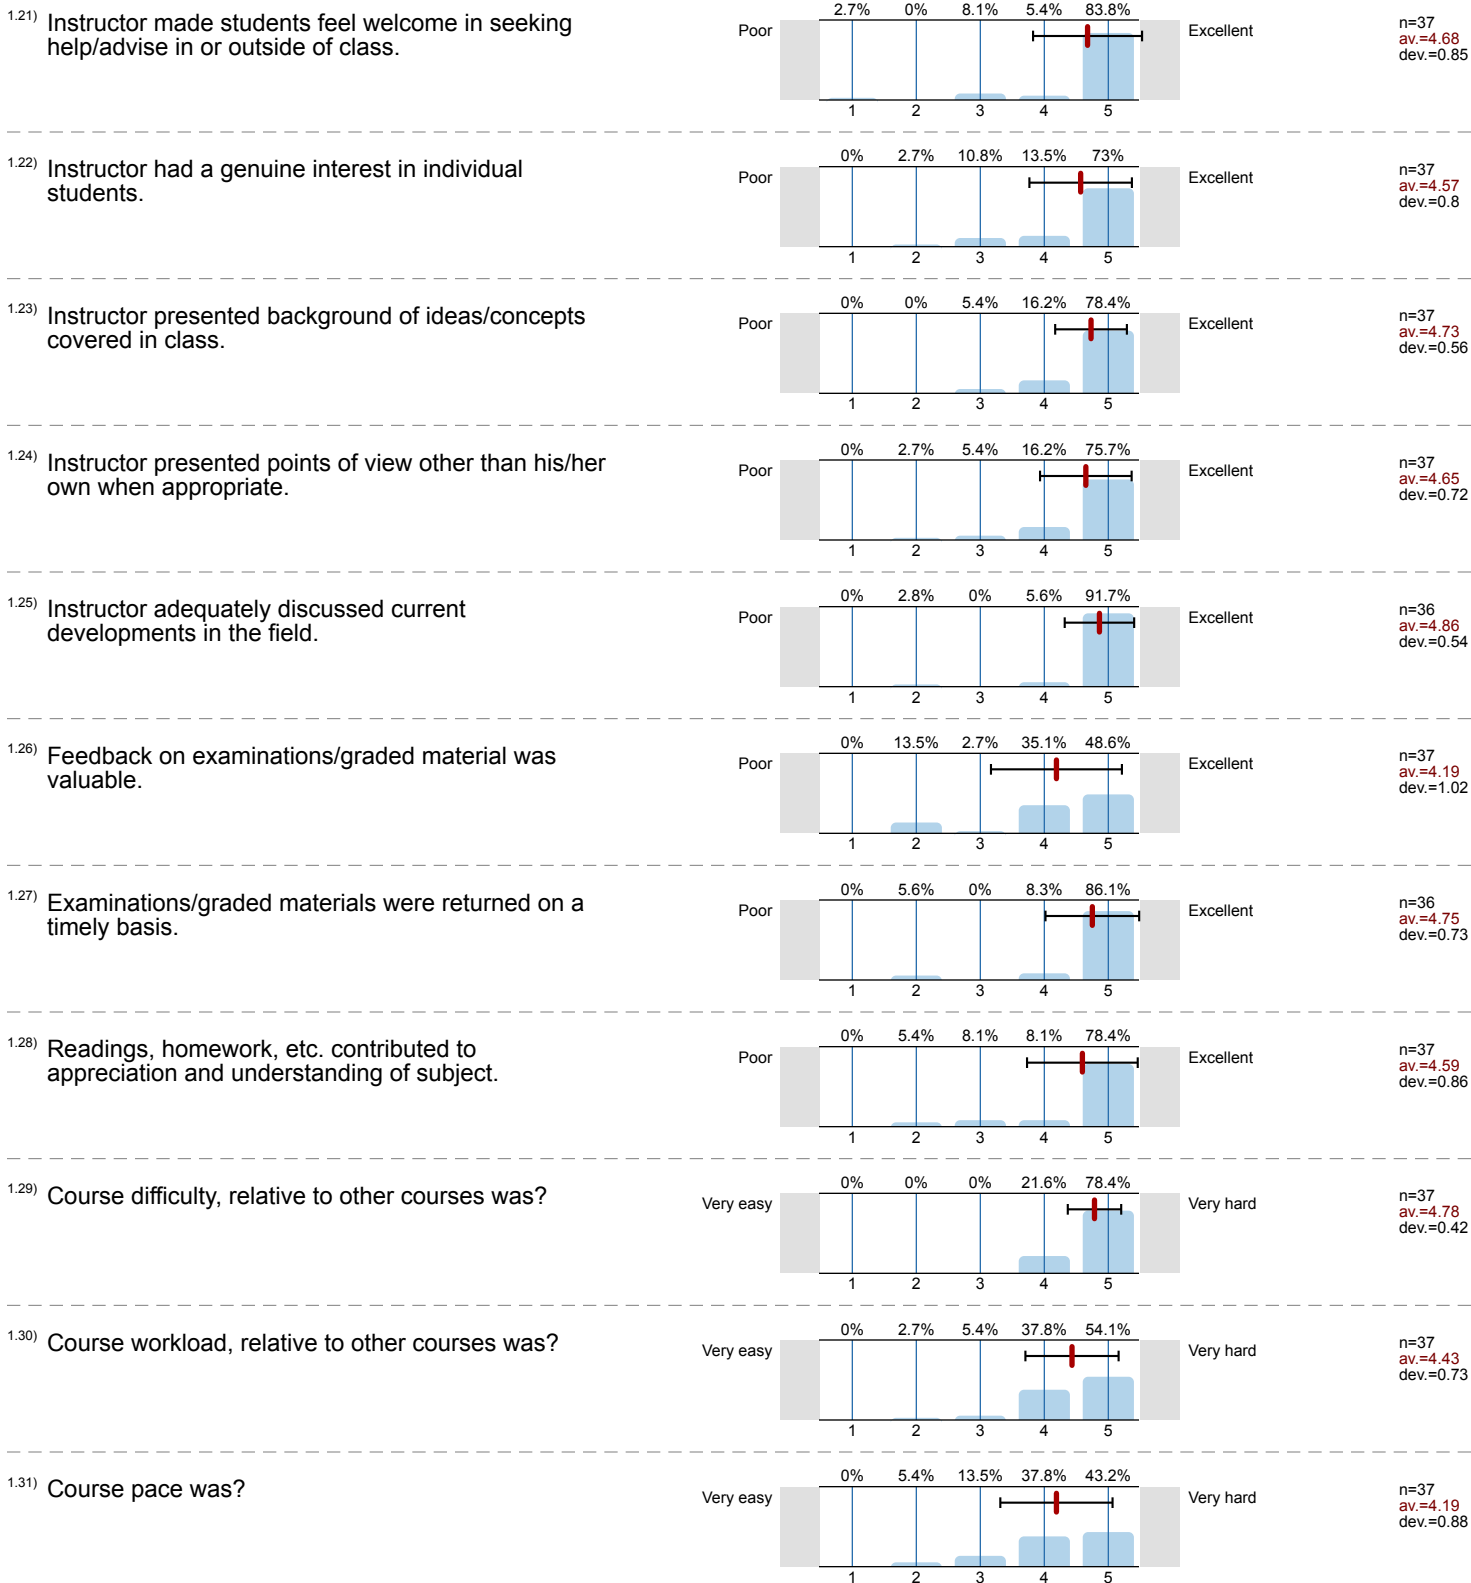 1.21) Instructor made students feel welcome in seeking
help/advise in or outside of class.
2.7% 0% 8.1% 5.4% 83.8%
Poor Excellent
1 2 3 4 5
n=37
av.=4.68
dev.=0.85
1.22) Instructor had a genuine interest in individual
students.
0% 2.7% 10.8% 13.5% 73%
Poor Excellent
1 2 3 4 5
n=37
av.=4.57
dev.=0.8
1.23) Instructor presented background of ideas/concepts
covered in class.
0% 0% 5.4% 16.2% 78.4%
Poor Excellent
1 2 3 4 5
n=37
av.=4.73
dev.=0.56
1.24) Instructor presented points of view other than his/her
own when appropriate.
0% 2.7% 5.4% 16.2% 75.7%
Poor Excellent
1 2 3 4 5
n=37
av.=4.65
dev.=0.72
1.25) Instructor adequately discussed current
developments in the field.
0% 2.8% 0% 5.6% 91.7%
Poor Excellent
1 2 3 4 5
n=36
av.=4.86
dev.=0.54
1.26) Feedback on examinations/graded material was
valuable.
0% 13.5% 2.7% 35.1% 48.6%
Poor Excellent
1 2 3 4 5
n=37
av.=4.19
dev.=1.02
1.27) Examinations/graded materials were returned on a
timely basis.
0% 5.6% 0% 8.3% 86.1%
Poor Excellent
1 2 3 4 5
n=36
av.=4.75
dev.=0.73
1.28) Readings, homework, etc. contributed to
appreciation and understanding of subject.
0% 5.4% 8.1% 8.1% 78.4%
Poor Excellent
1 2 3 4 5
n=37
av.=4.59
dev.=0.86
1.29) Course difficulty, relative to other courses was?
0% 0% 0% 21.6% 78.4%
Very easy Very hard
1 2 3 4 5
n=37
av.=4.78
dev.=0.42
1.30) Course workload, relative to other courses was?
0% 2.7% 5.4% 37.8% 54.1%
Very easy Very hard
1 2 3 4 5
n=37
av.=4.43
dev.=0.73
1.31) Course pace was?
0% 5.4% 13.5% 37.8% 43.2%
Very easy Very hard
1 2 3 4 5
n=37
av.=4.19
dev.=0.88